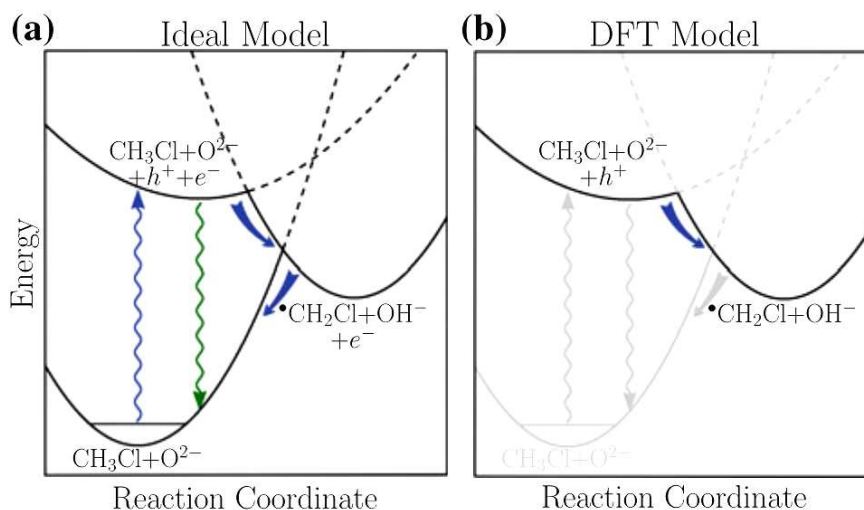 (a) Ideal Model
CH₃Cl+O²⁻
+h⁺+e⁻
•CH₂Cl+OH⁻
+e⁻
CH₃Cl+O²⁻
Energy
Reaction Coordinate
(b) DFT Model
CH₃Cl+O²⁻
+h⁺
•CH₂Cl+OH⁻
CH₃Cl+O²⁻
Reaction Coordinate